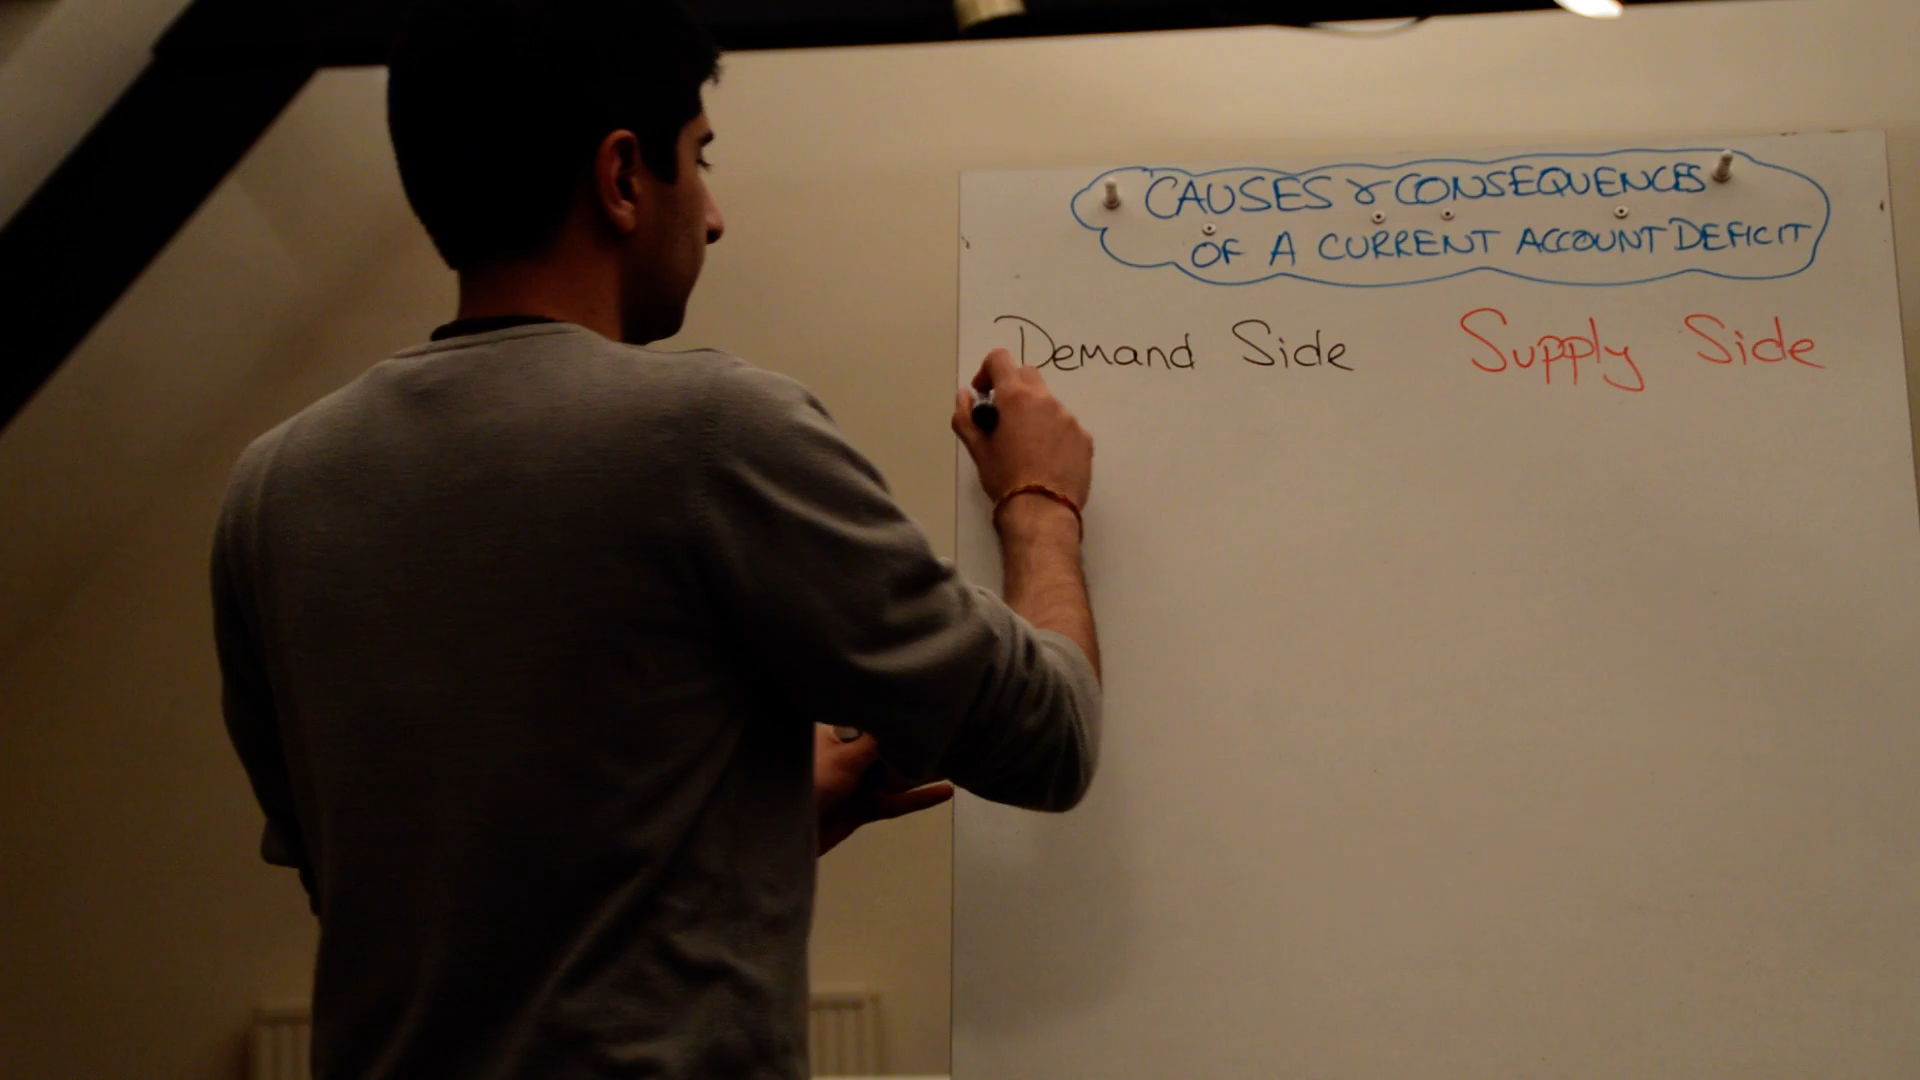 CAUSES & CONSEQUENCES
OF A CURRENT ACCOUNT DEFICIT
Demand Side
Supply Side